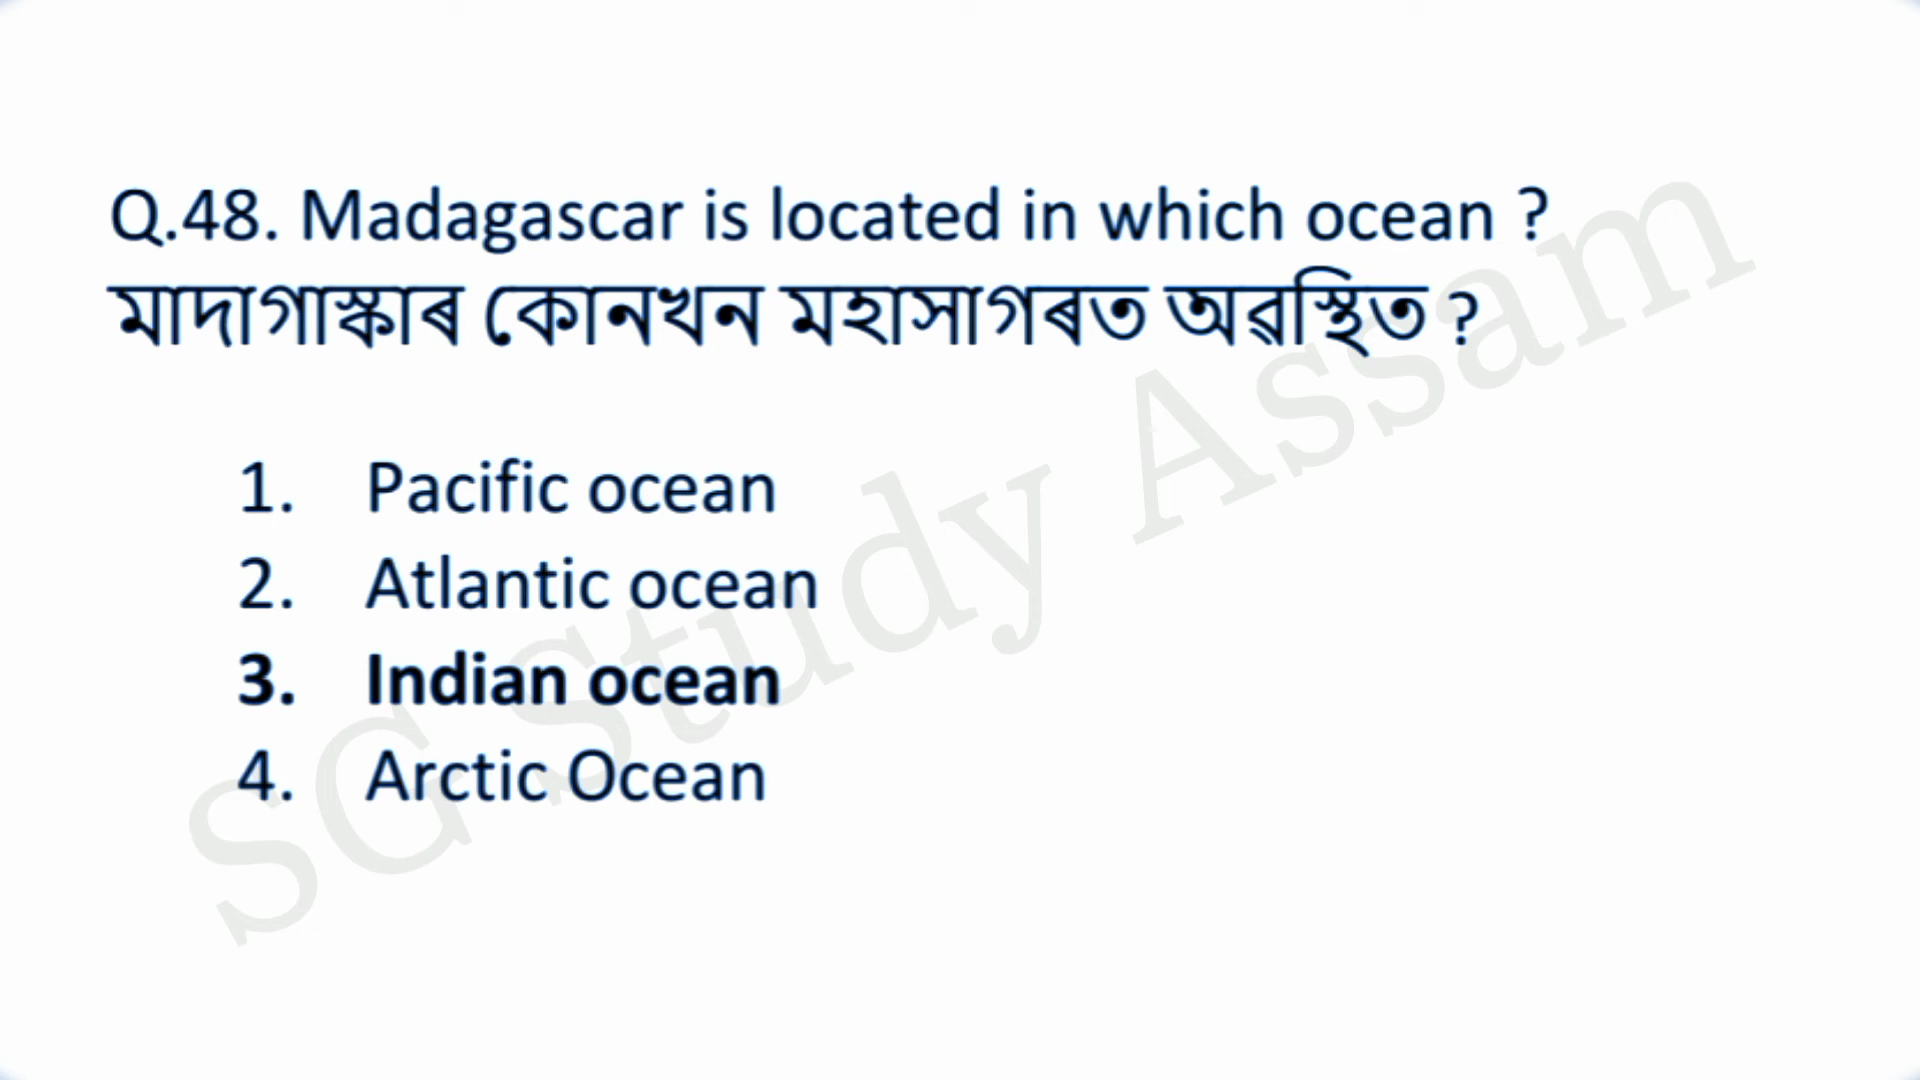 Q.48. Madagascar is located in which ocean ?
মাদাগাস্কাৰ কোনখন মহাসাগৰত অৱস্থিত ?
1. Pacific ocean
2. Atlantic ocean
3. Indian ocean
4. Arctic Ocean
SG Study Assam